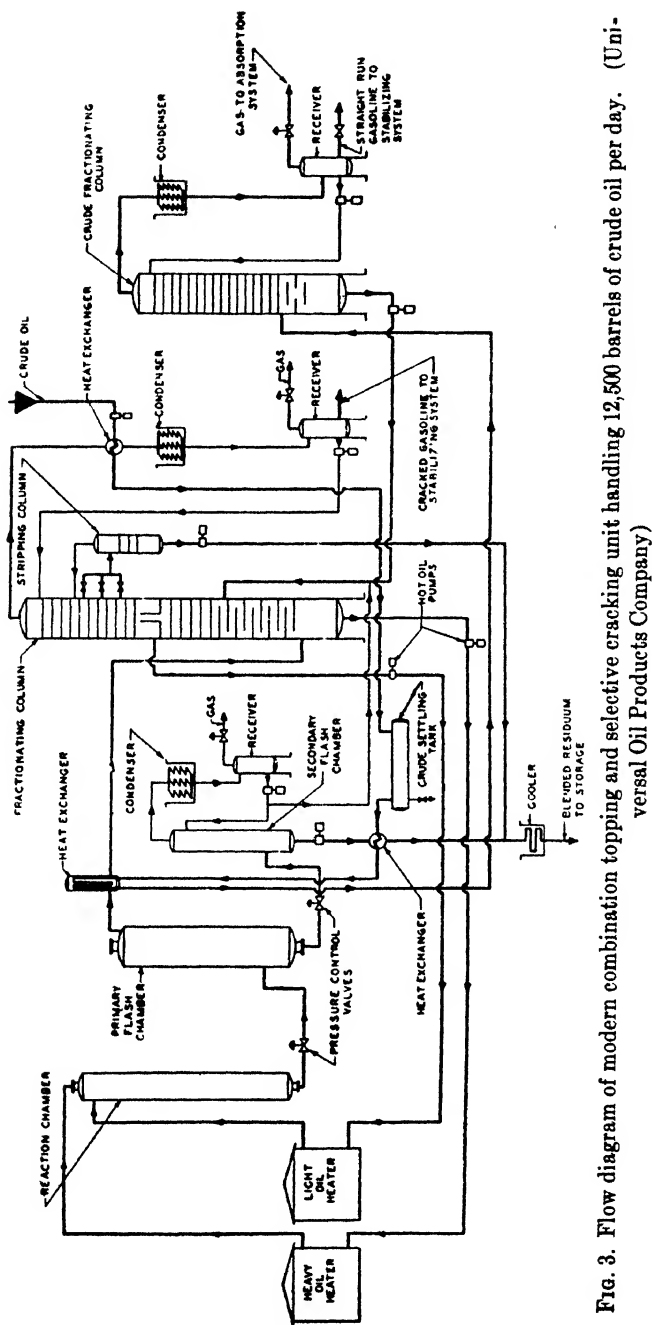 REACTION CHAMBER
HEAVY
OIL
HEATER
LIGHT
OIL
HEATER
PRIMARY
FLASH
CHAMBER
PRESSURE CONTROL
VALVES
HEAT EXCHANGER
CONDENSER
GAS
RECEIVER
SECONDARY
FLASH
CHAMBER
HEAT EXCHANGER
CRUDE SETTLING
TANK
COOLER
BLENDED RESIDUUM
TO STORAGE
FRACTIONATING COLUMN
STRIPPING COLUMN
HOT OIL
PUMPS
CRUDE OIL
HEAT EXCHANGER
CONDENSER
GAS
RECEIVER
CRACKED GASOLINE TO
STABILIZING SYSTEM
CRUDE FRACTIONATING
COLUMN
CONDENSER
GAS TO ABSORPTION
SYSTEM
RECEIVER
STRAIGHT RUN
GASOLINE TO
STABILIZING
SYSTEM
FIG. 3. Flow diagram of modern combination topping and selective cracking unit handling 12,500 barrels of crude oil per day. (Uni-
versal Oil Products Company)